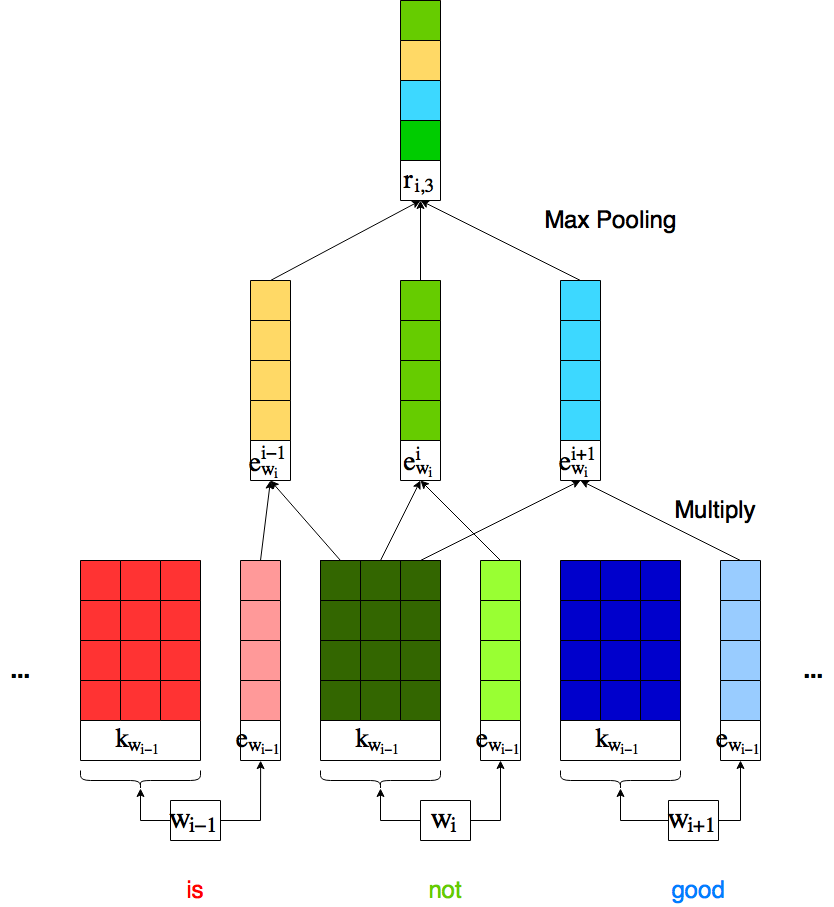 r_{i,3}
Max Pooling
e_{w_i}^{i−1} e_{w_i}^{i} e_{w_i}^{i+1}
Multiply
... ...
k_{w_{i−1}} e_{w_{i−1}} k_{w_{i−1}} e_{w_{i−1}} k_{w_{i−1}} e_{w_{i−1}}
w_{i−1} w_i w_{i+1}
is not good